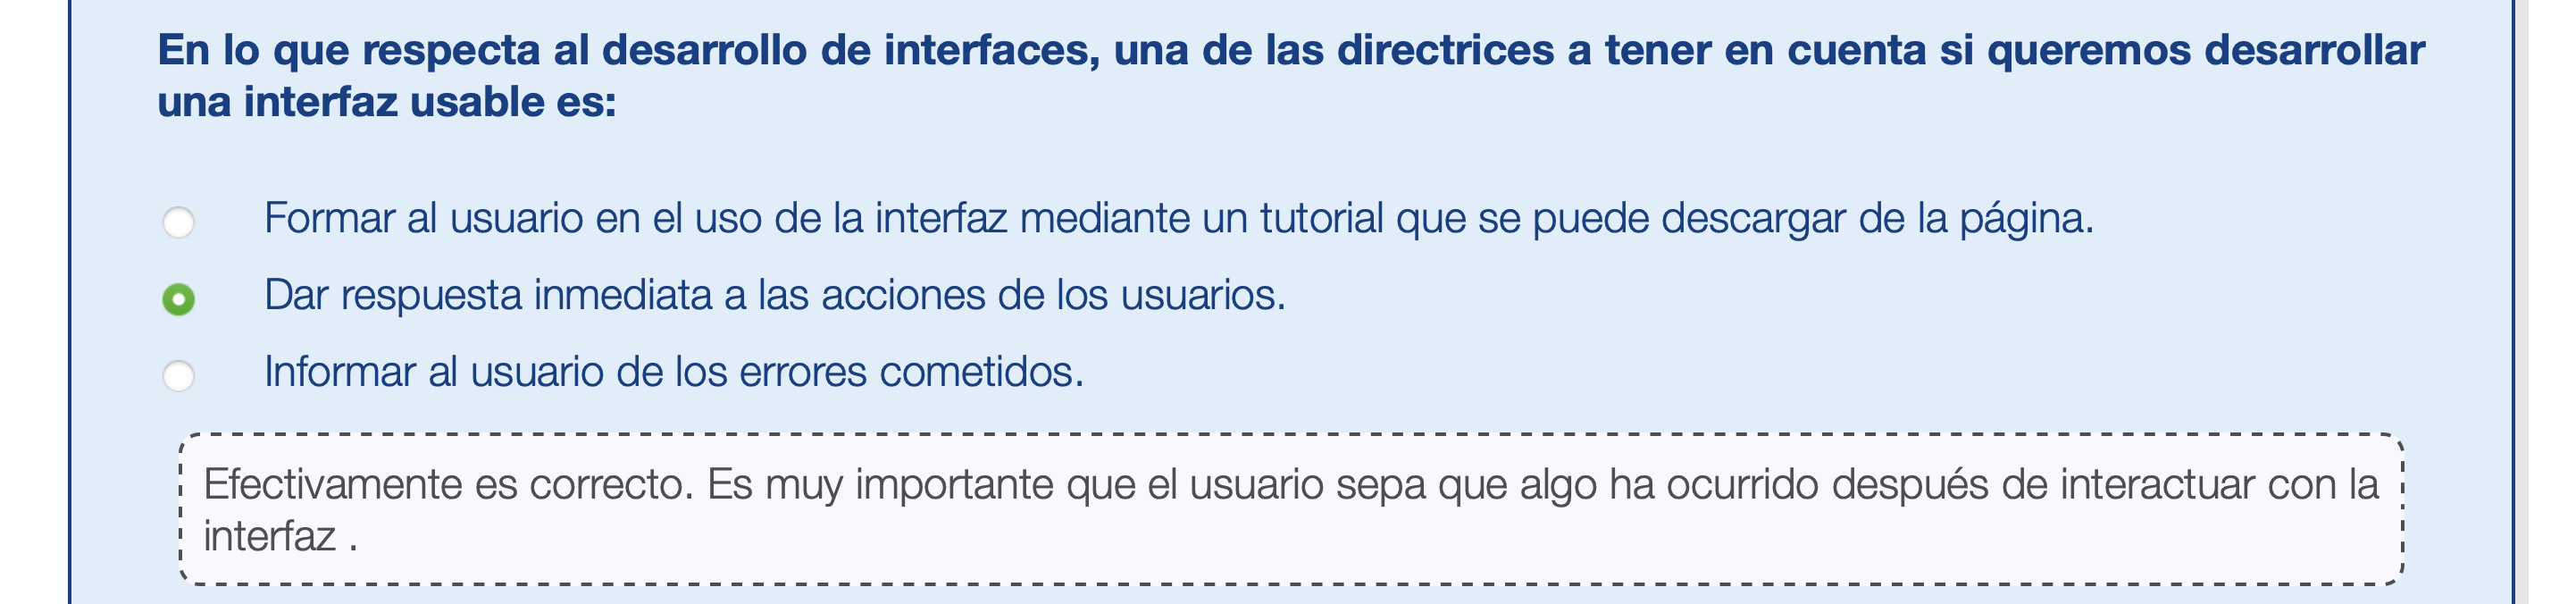 En lo que respecta al desarrollo de interfaces, una de las directrices a tener en cuenta si queremos desarrollar
una interfaz usable es:
Formar al usuario en el uso de la interfaz mediante un tutorial que se puede descargar de la página.
Dar respuesta inmediata a las acciones de los usuarios.
Informar al usuario de los errores cometidos.
Efectivamente es correcto. Es muy importante que el usuario sepa que algo ha ocurrido después de interactuar con la
interfaz .